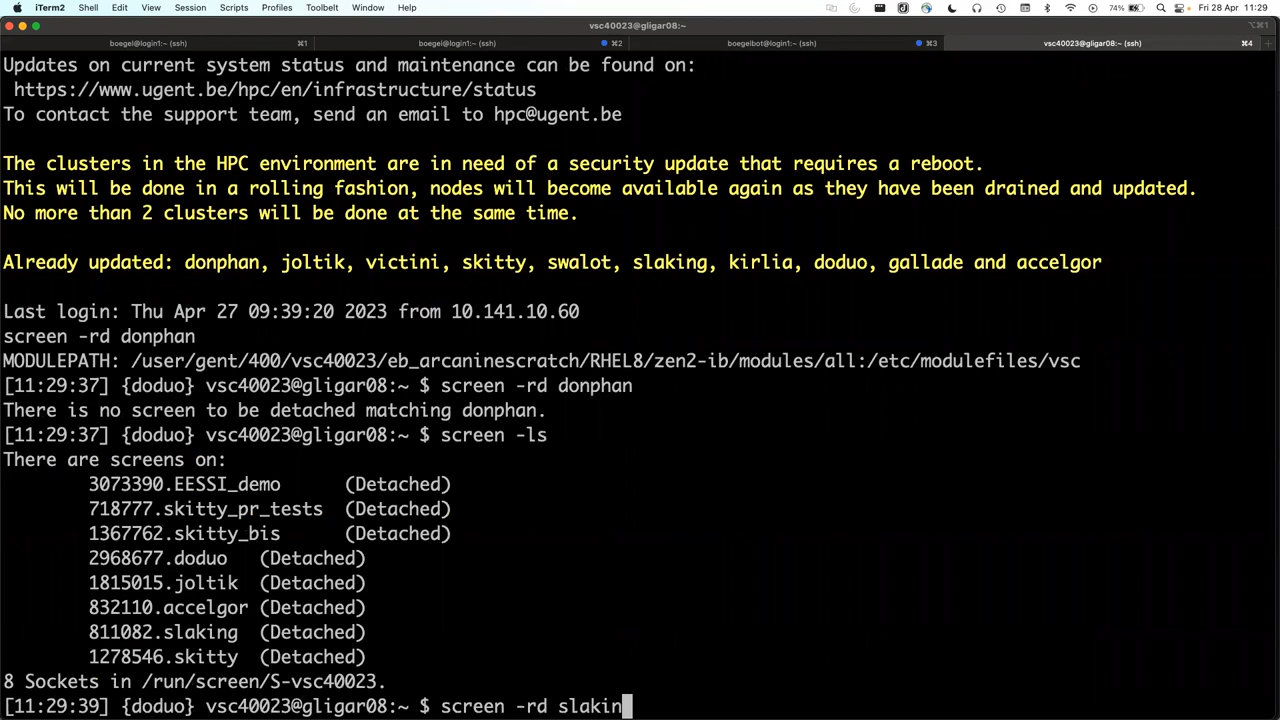 iTerm2 Shell Edit View Session Scripts Profiles Toolbelt Window Help 74% Fri 28 Apr 11:29
vsc40023@gligar08:~ ⌥⌘1
boegel@login1:~ (ssh) ⌘1 boegel@login1:~ (ssh) ⌘2 boegelbot@login1:~ (ssh) ⌘3 vsc40023@gligar08:~ (ssh) ⌘4
Updates on current system status and maintenance can be found on:
https://www.ugent.be/hpc/en/infrastructure/status
To contact the support team, send an email to hpc@ugent.be
The clusters in the HPC environment are in need of a security update that requires a reboot.
This will be done in a rolling fashion, nodes will become available again as they have been drained and updated.
No more than 2 clusters will be done at the same time.
Already updated: donphan, joltik, victini, skitty, swalot, slaking, kirlia, doduo, gallade and accelgor
Last login: Thu Apr 27 09:39:20 2023 from 10.141.10.60
screen -rd donphan
MODULEPATH: /user/gent/400/vsc40023/eb_arcaninescratch/RHEL8/zen2-ib/modules/all:/etc/modulefiles/vsc
[11:29:37] {doduo} vsc40023@gligar08:~ $ screen -rd donphan
There is no screen to be detached matching donphan.
[11:29:37] {doduo} vsc40023@gligar08:~ $ screen -ls
There are screens on:
3073390.EESSI_demo (Detached)
718777.skitty_pr_tests (Detached)
1367762.skitty_bis (Detached)
2968677.doduo (Detached)
1815015.joltik (Detached)
832110.accelgor (Detached)
811082.slaking (Detached)
1278546.skitty (Detached)
8 Sockets in /run/screen/S-vsc40023.
[11:29:39] {doduo} vsc40023@gligar08:~ $ screen -rd slakin